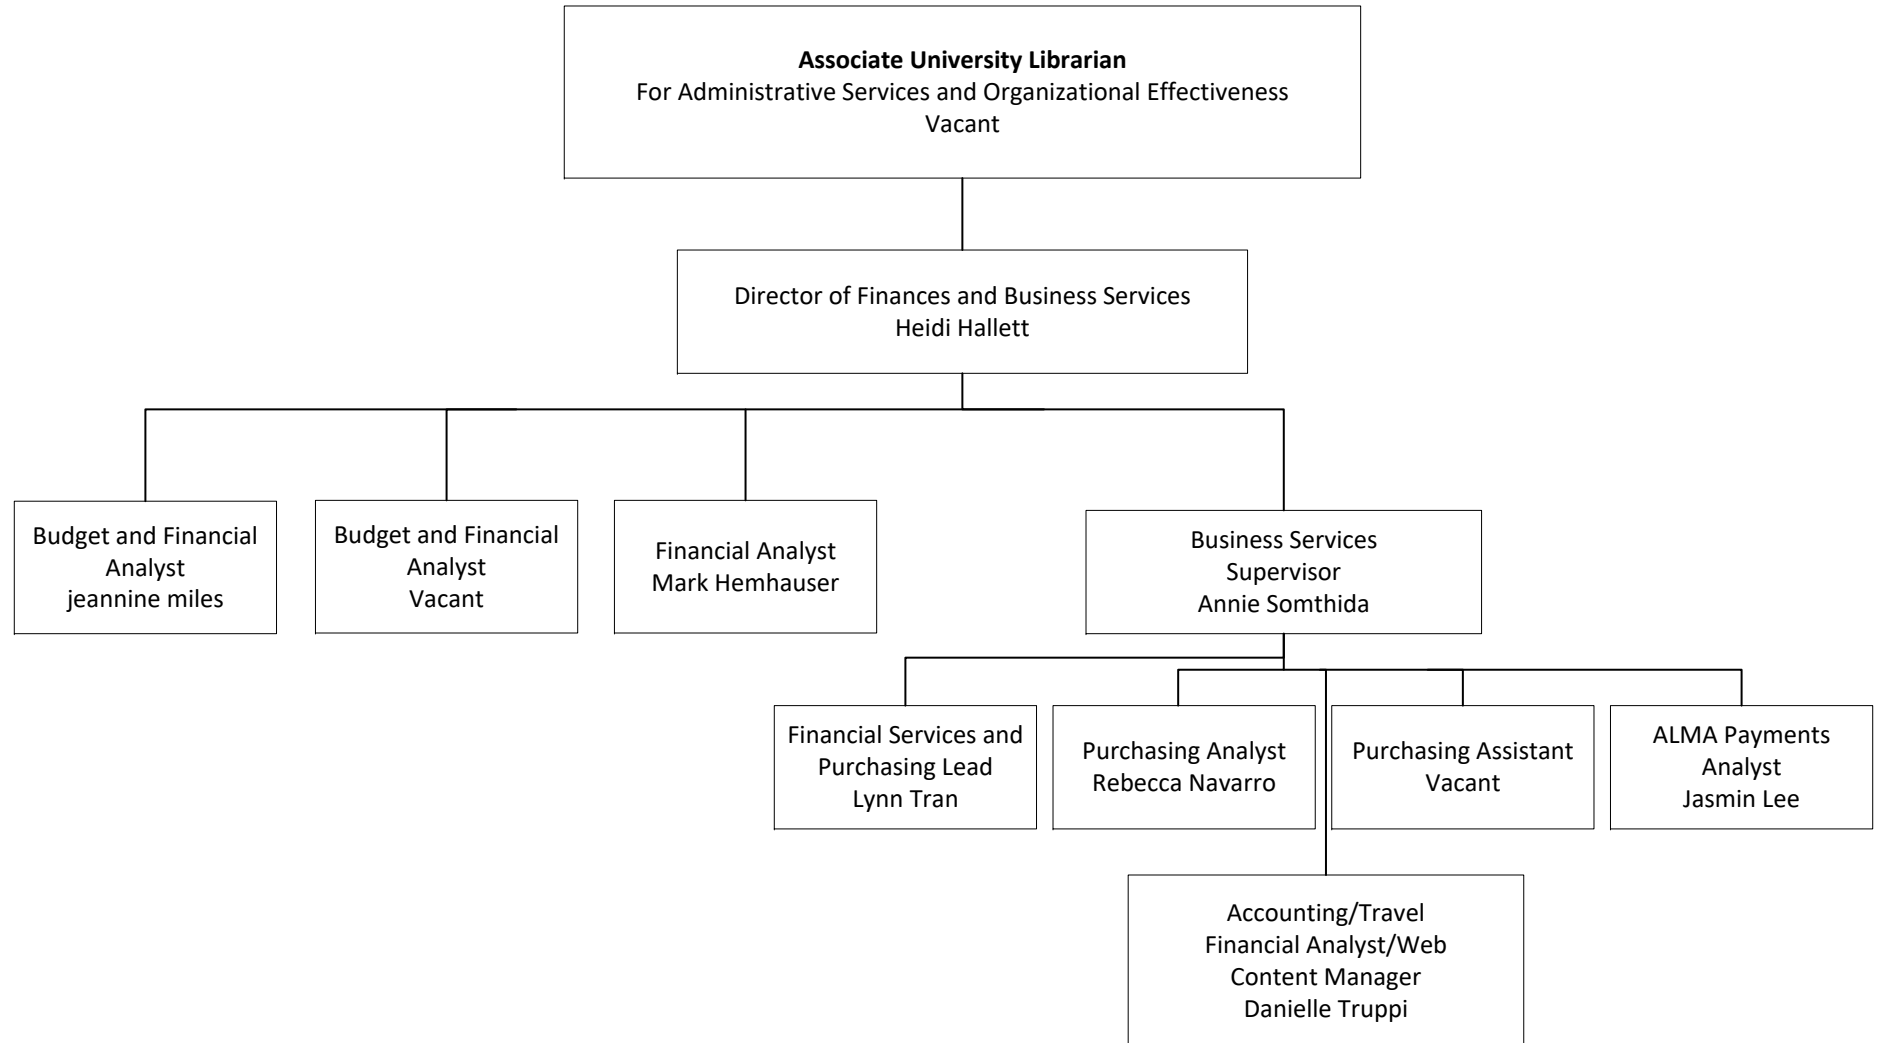 Associate University Librarian
For Administrative Services and Organizational Effectiveness
Vacant
Director of Finances and Business Services
Heidi Hallett
Budget and Financial
Analyst
jeannine miles
Budget and Financial
Analyst
Vacant
Financial Analyst
Mark Hemhauser
Business Services
Supervisor
Annie Somthida
Financial Services and
Purchasing Lead
Lynn Tran
Purchasing Analyst
Rebecca Navarro
Purchasing Assistant
Vacant
ALMA Payments
Analyst
Jasmin Lee
Accounting/Travel
Financial Analyst/Web
Content Manager
Danielle Truppi